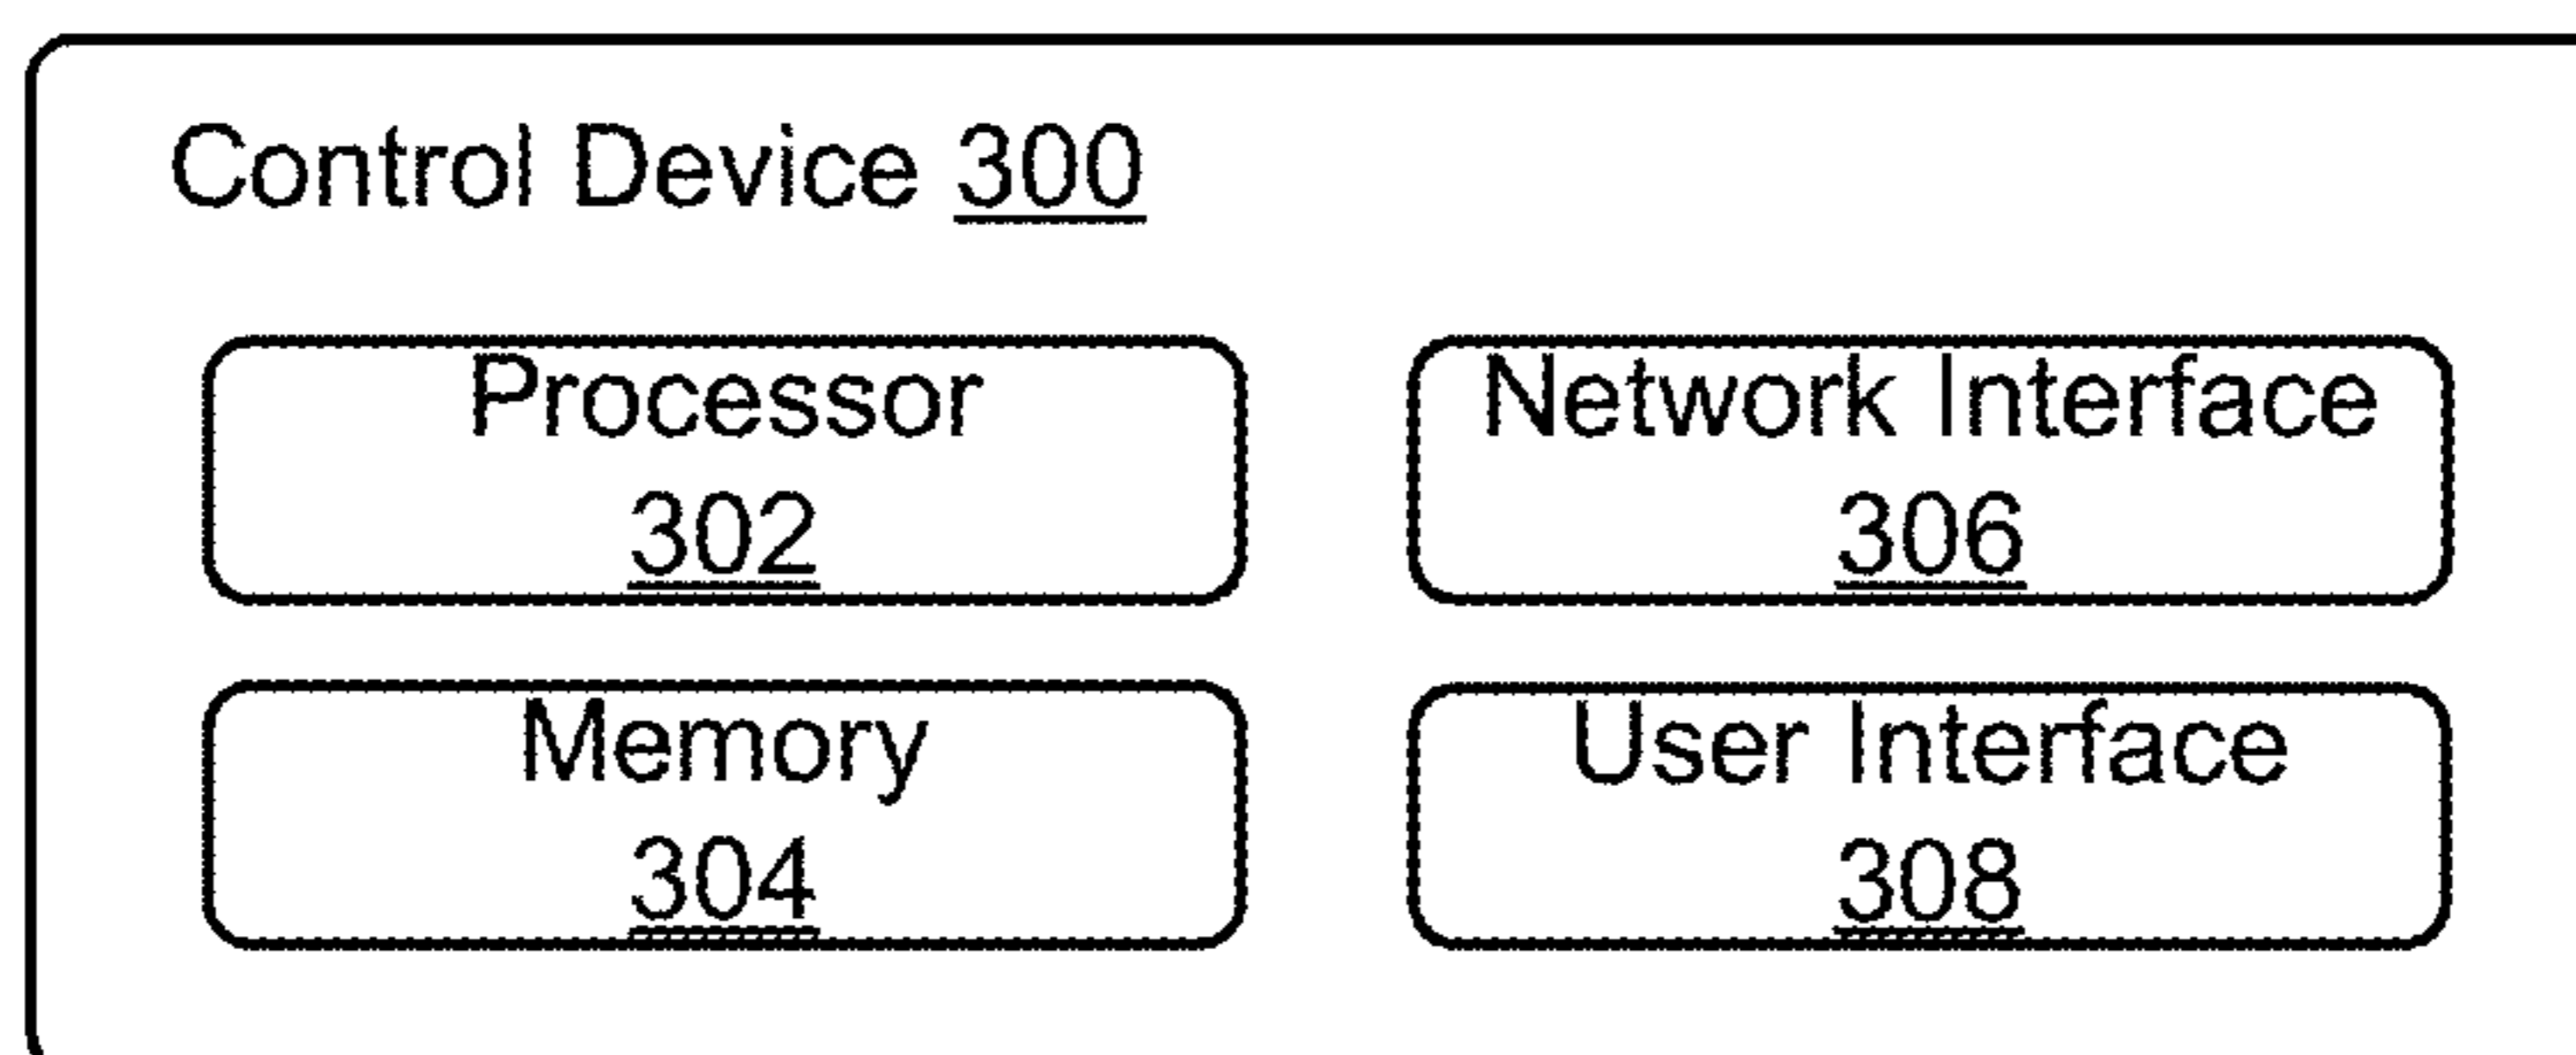 Control Device 300
Processor
302
Network Interface
306
Memory
304
User Interface
308